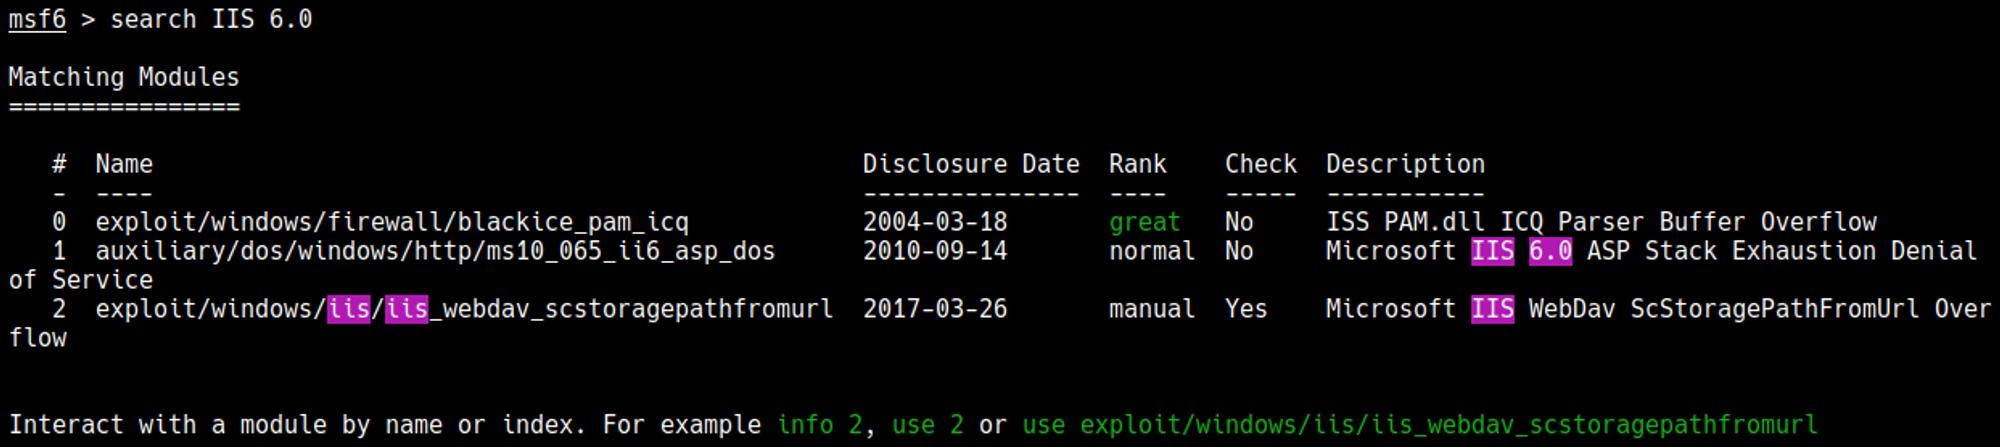 msf6 > search IIS 6.0
Matching Modules
================
# Name Disclosure Date Rank Check Description
- ---- --------------- ---- ----- -----------
0 exploit/windows/firewall/blackice_pam_icq 2004-03-18 great No ISS PAM.dll ICQ Parser Buffer Overflow
1 auxiliary/dos/windows/http/ms10_065_ii6_asp_dos 2010-09-14 normal No Microsoft IIS 6.0 ASP Stack Exhaustion Denial
of Service
2 exploit/windows/iis/iis_webdav_scstoragepathfromurl 2017-03-26 manual Yes Microsoft IIS WebDav ScStoragePathFromUrl Over
flow
Interact with a module by name or index. For example info 2, use 2 or use exploit/windows/iis/iis_webdav_scstoragepathfromurl